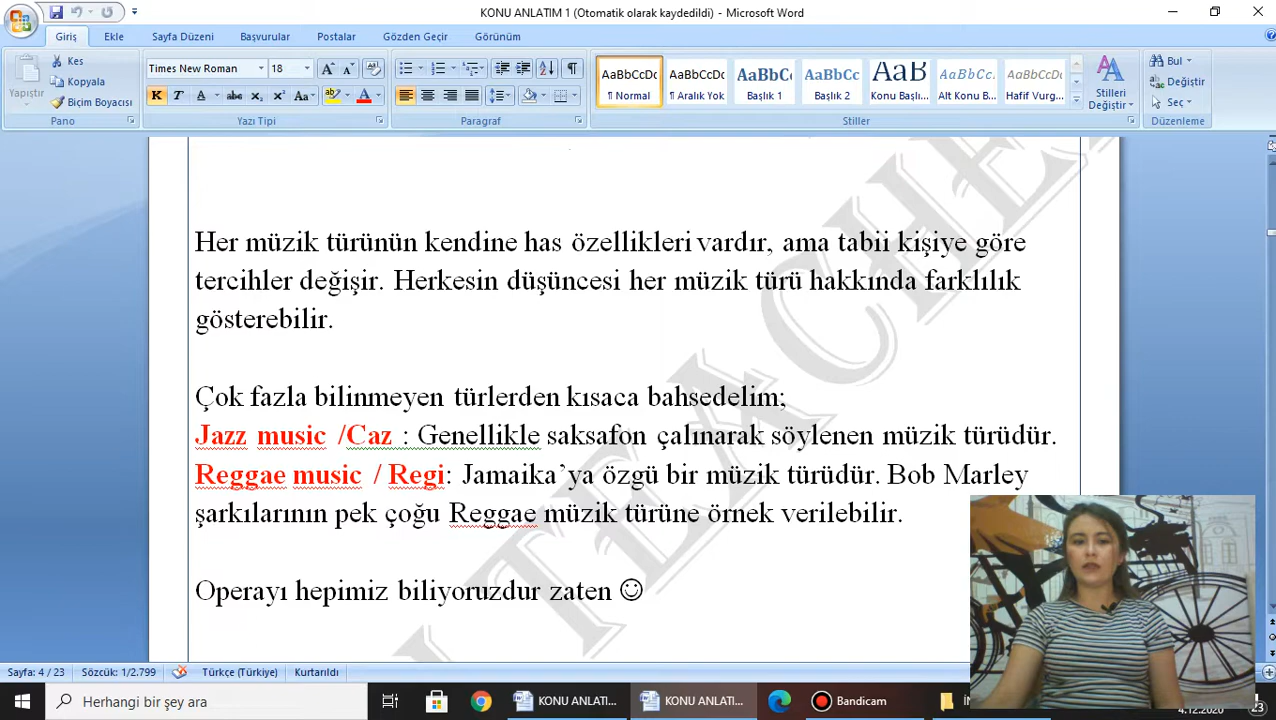 KONU ANLATIM 1 (Otomatik olarak kaydedildi) - Microsoft Word
Giriş Ekle Sayfa Düzeni Başvurular Postalar Gözden Geçir Görünüm
Yapıştır
Kes
Kopyala
Biçim Boyacısı
Pano
Times New Roman 18
Yazı Tipi
Paragraf
AaBbCcDc AaBbCcDc AaBbCc AaBbCc AaB AaBbCcL AaBbCcDc
¶ Normal ¶ Aralık Yok Başlık 1 Başlık 2 Konu Başlı... Alt Konu B... Hafif Vurg...
Stilleri Değiştir
Stiller
Bul
Değiştir
Seç
Düzenleme
Her müzik türünün kendine has özellikleri vardır, ama tabii kişiye göre
tercihler değişir. Herkesin düşüncesi her müzik türü hakkında farklılık
gösterebilir.
Çok fazla bilinmeyen türlerden kısaca bahsedelim;
Jazz music /Caz : Genellikle saksafon çalınarak söylenen müzik türüdür.
Reggae music / Regi: Jamaika’ya özgü bir müzik türüdür. Bob Marley
şarkılarının pek çoğu Reggae müzik türüne örnek verilebilir.
Operayı hepimiz biliyoruzdur zaten ☺
Sayfa: 4 / 23 Sözcük: 1/2.799 Türkçe (Türkiye) Kurtarıldı
Herhangi bir şey ara
KONU ANLATI... KONU ANLATI... Bandicam
4.12.2020
23